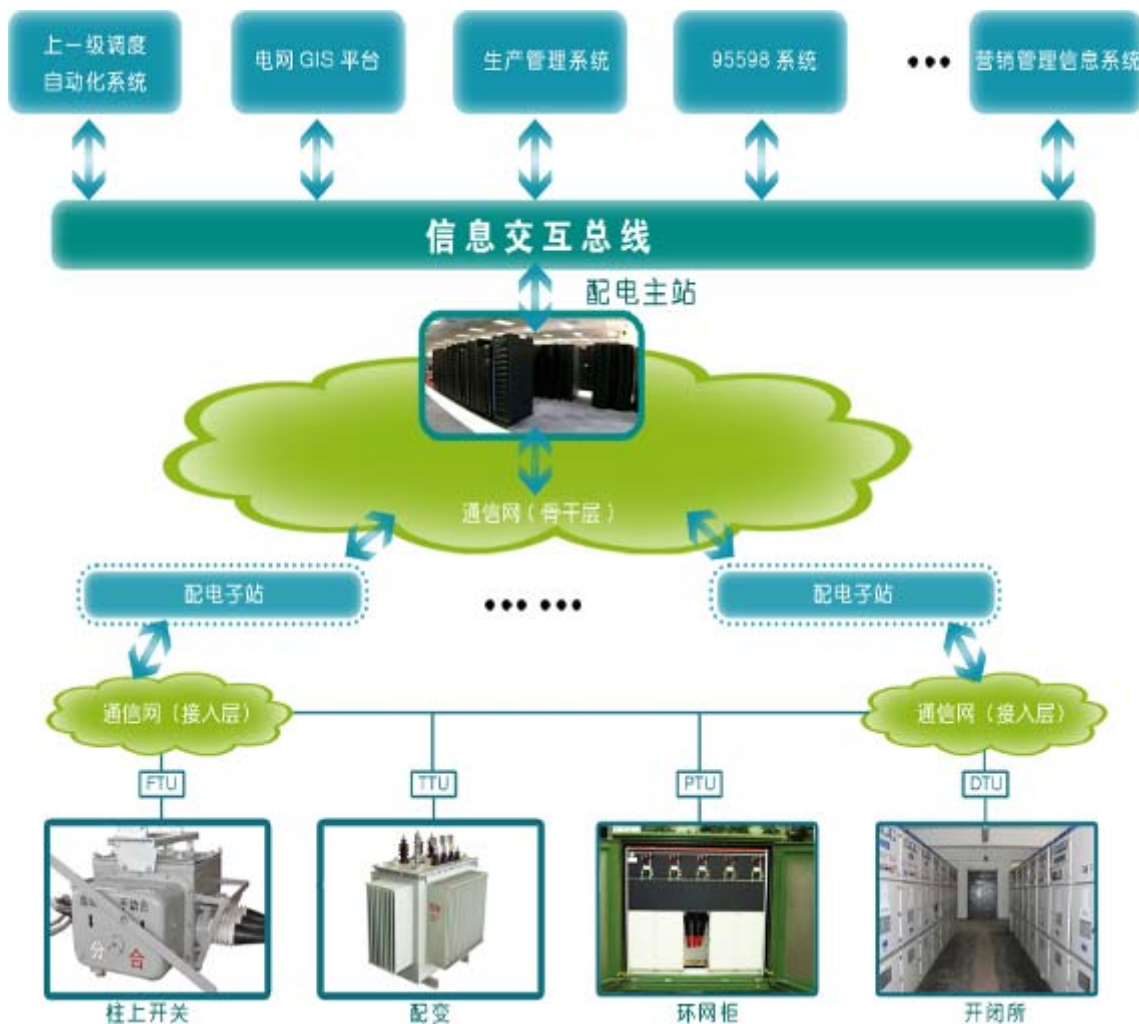 上一级调度
自动化系统
电网 GIS 平台
生产管理系统
95598 系统
营销管理信息系统
信息交互总线
配电主站
通信网（骨干层）
配电子站
配电子站
通信网（接入层）
通信网（接入层）
FTU
TTU
PTU
DTU
分 合
柱上开关
配变
环网柜
开闭所